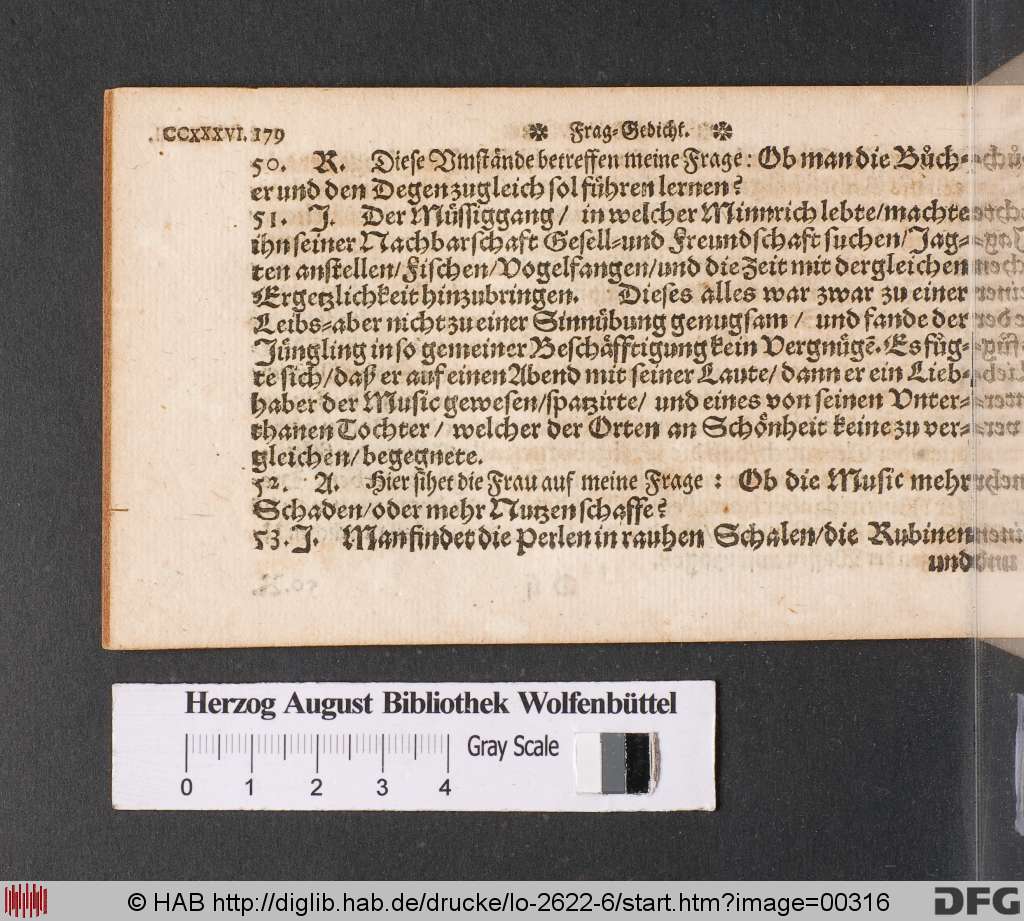 CCXXXVI. 179 ✼ Frag-Gedicht. ✼
50. R. Diese Vmstände betreffen meine Frage: Ob man die Bůch-
er und den Degen zugleich sol führen lernen?
51. J. Der Müssiggang/ in welcher Minnrich lebte/machte
ihn seiner Nachbarschaft Gesell-und Freundschaft suchen/Jag-
ten anstellen/Fischen/Vogelfangen/und die Zeit mit dergleichen
Ergetzlichkeit hinzubringen. Dieses alles war zwar zu einer
Leibs-aber nicht zu einer Sinnůbung genugsam/ und fande der
Jüngling in so gemeiner Beschäfftigung kein Vergnügẽ. Es fůg-
te sich/daß er auf einen Abend mit seiner Laute/ dann er ein Lieb-
haber der Music gewesen/spatzirte/ und eines von seinen Unter-
thanen Tochter/ welcher der Orten an Schönheit keine zu ver-
gleichen/begegnete.
52. A. Hier sihet die Frau auf meine Frage: Ob die Music mehr
Schaden/oder mehr Nutzen schaffe?
53. J. Man findet die Perlen in rauhen Schalen/die Rubinen
und
Herzog August Bibliothek Wolfenbüttel
Gray Scale
0 1 2 3 4
© HAB http://diglib.hab.de/drucke/lo-2622-6/start.htm?image=00316
DFG